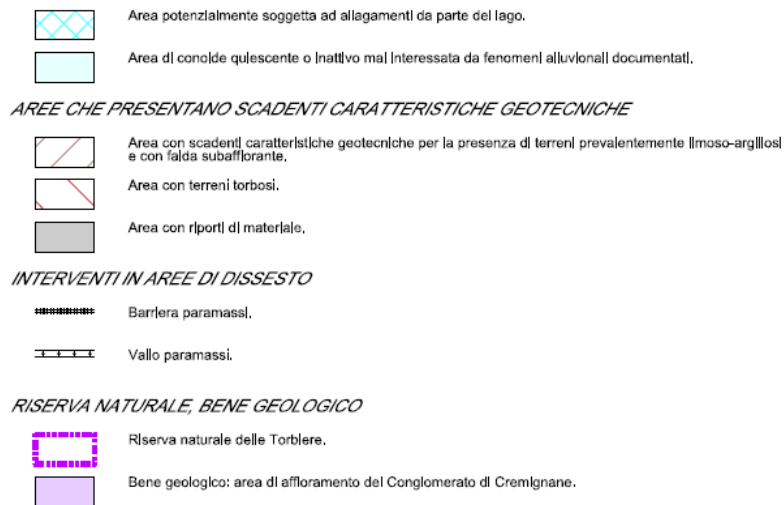 Area potenzialmente soggetta ad allagamenti da parte del lago.
Area di conoide quiescente o inattivo mai interessata da fenomeni alluvionali documentati.
AREE CHE PRESENTANO SCADENTI CARATTERISTICHE GEOTECNICHE
Area con scadenti caratteristiche geotecniche per la presenza di terreni prevalentemente limoso-argillosi
e con falda subafflorante.
Area con terreni torbosi.
Area con riporti di materiale.
INTERVENTI IN AREE DI DISSESTO
Barriera paramassi.
Vallo paramassi.
RISERVA NATURALE, BENE GEOLOGICO
Riserva naturale delle Torbiere.
Bene geologico: area di affioramento del Conglomerato di Cremignane.